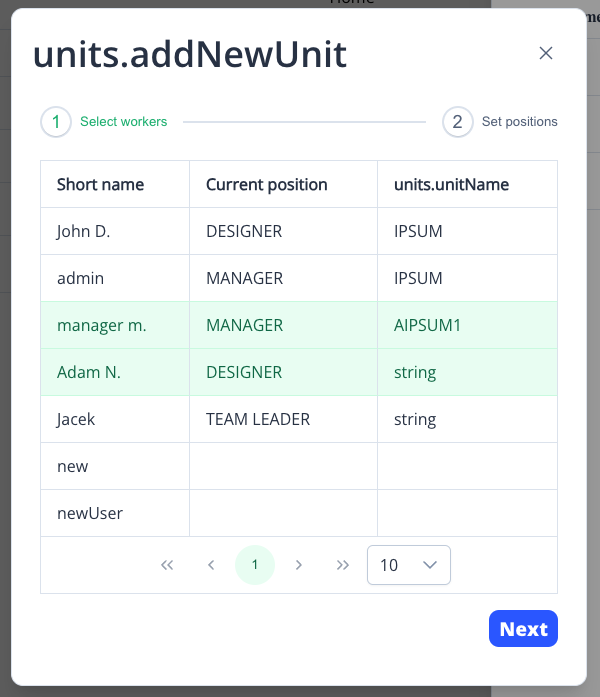 Home
units.addNewUnit
1 Select workers 2 Set positions
Short name Current position units.unitName
John D. DESIGNER IPSUM
admin MANAGER IPSUM
manager m. MANAGER AIPSUM1
Adam N. DESIGNER string
Jacek TEAM LEADER string
new
newUser
1 10
Next